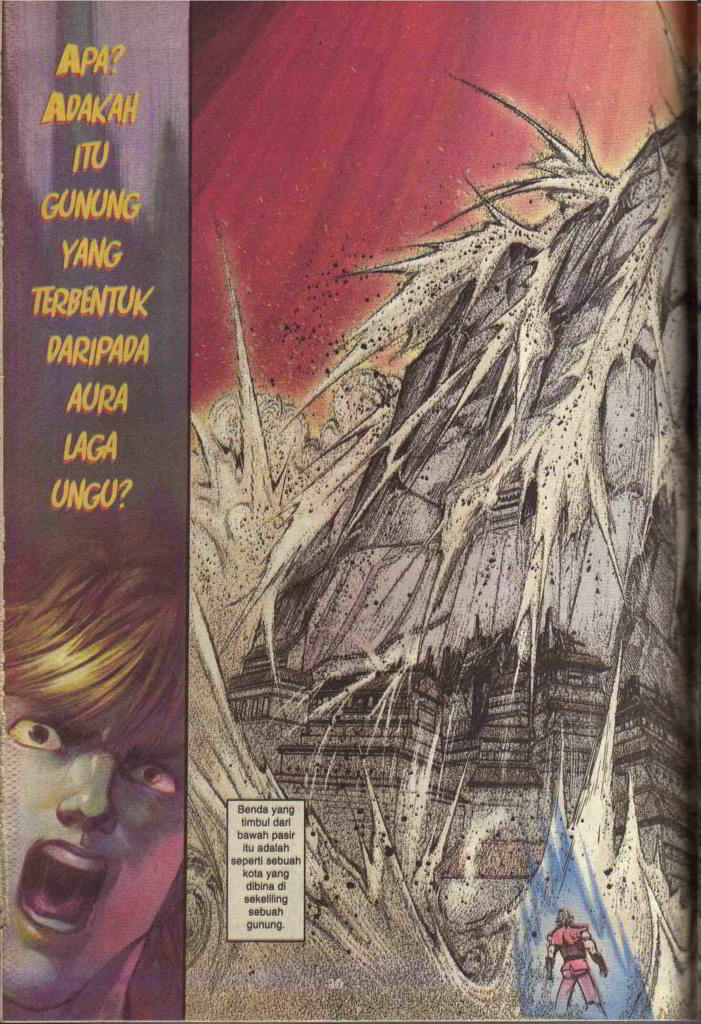 APA?
ADAKAH
ITU
GUNUNG
YANG
TERBENTUK
DARIPADA
AURA
LAGA
UNGU?
Benda yang
timbul dari
bawah pasir
itu adalah
seperti sebuah
kota yang
dibina di
sekeliling
sebuah
gunung.